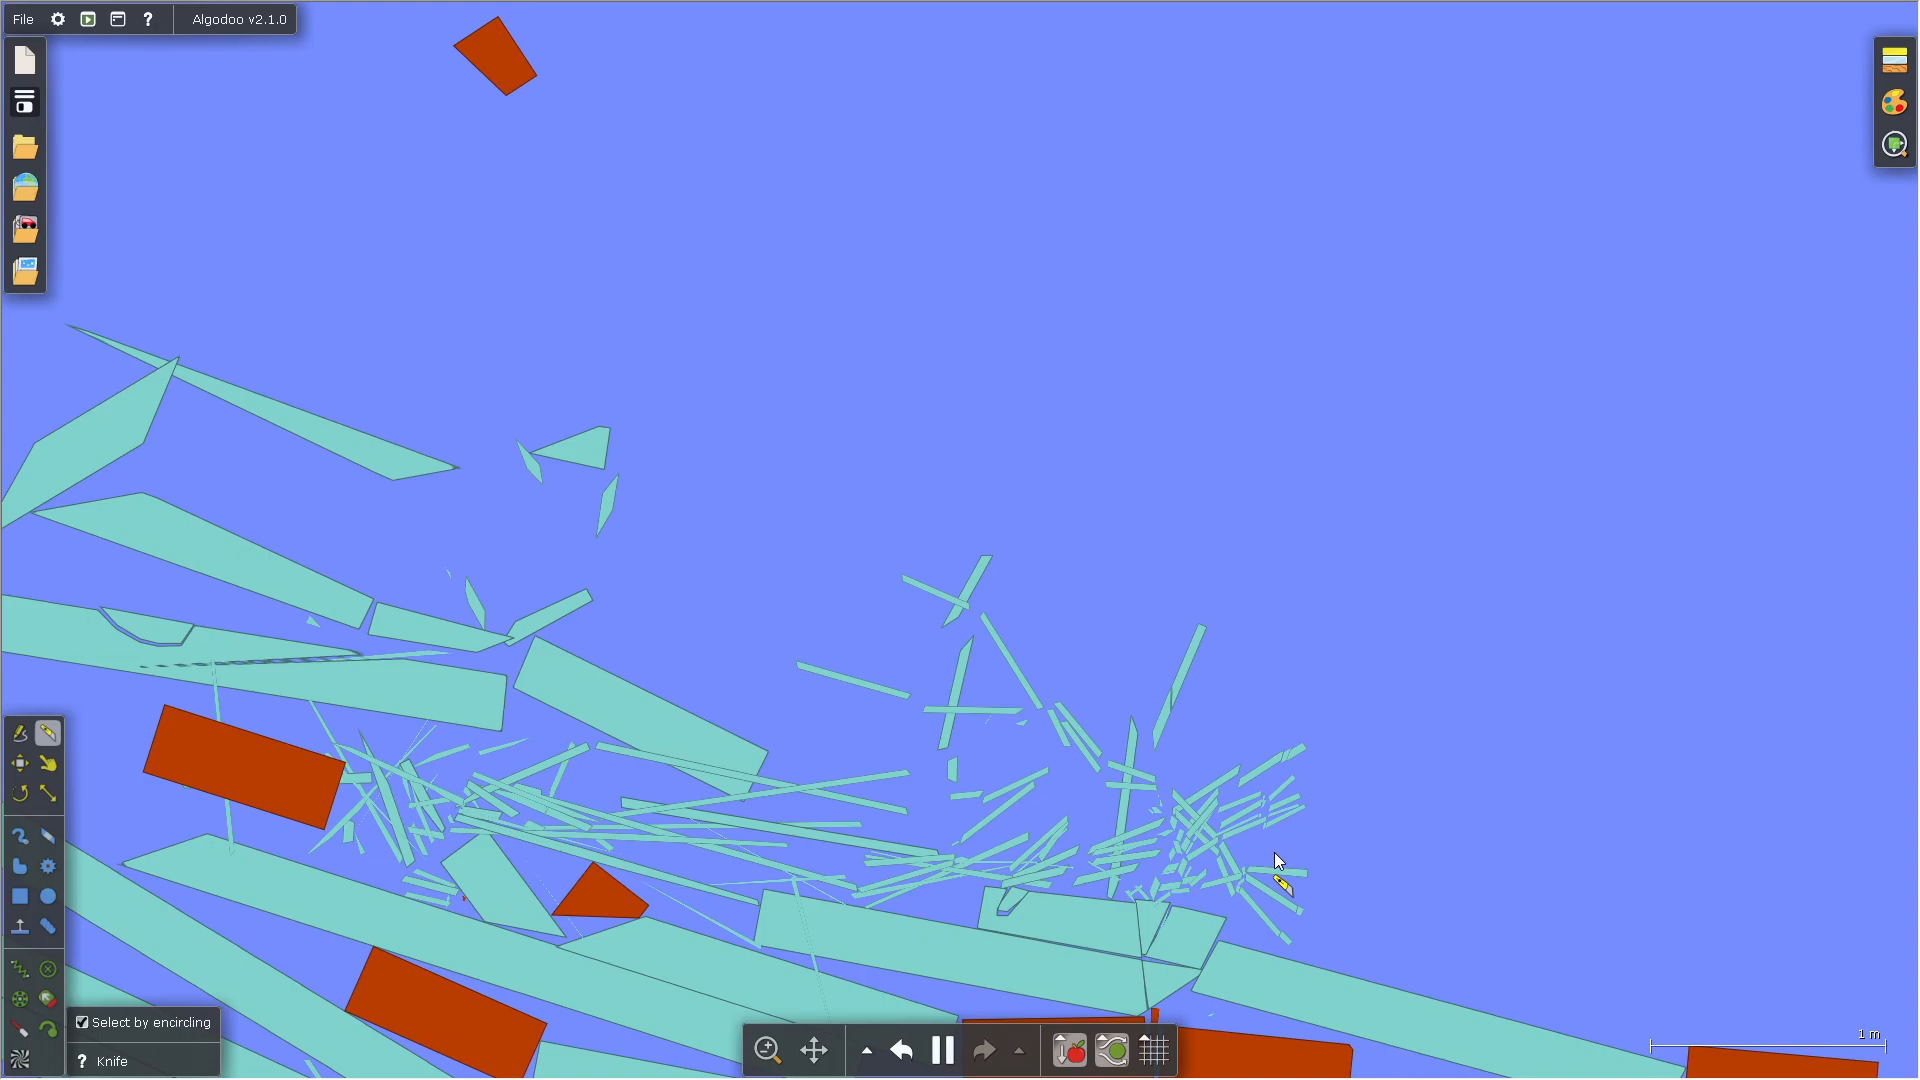 File
?
Algodoo v2.1.0
Select by encircling
? Knife
1 m